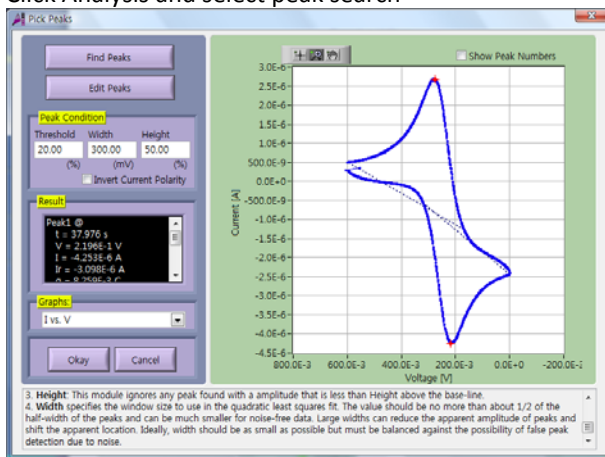 Click Analysis and select peak search
Pick Peaks
Find Peaks
Edit Peaks
Peak Condition
Threshold Width Height
20.00 300.00 50.00
(%) (mV) (%)
Invert Current Polarity
Result
Peak1 @
t = 37.976 s
V = 2.196E-1 V
I = -4.253E-6 A
Ir = -3.098E-6 A
q = 8.259E-3 C
Graphs:
I vs. V
Okay Cancel
Show Peak Numbers
3.0E-6
2.5E-6
2.0E-6
1.5E-6
1.0E-6
500.0E-9
0.0E+0
-500.0E-9
-1.0E-6
-1.5E-6
-2.0E-6
-2.5E-6
-3.0E-6
-3.5E-6
-4.0E-6
-4.5E-6
Current [A]
800.0E-3 600.0E-3 400.0E-3 200.0E-3 0.0E+0 -200.0E-3
Voltage [V]
3. Height: This module ignores any peak found with a amplitude that is less than Height above the base-line.
4. Width specifies the window size to use in the quadratic least squares fit. The value should be no more than about 1/2 of the
half-width of the peaks and can be much smaller for noise-free data. Large widths can reduce the apparent amplitude of peaks and
shift the apparent location. Ideally, width should be as small as possible but must be balanced against the possibility of false peak
detection due to noise.